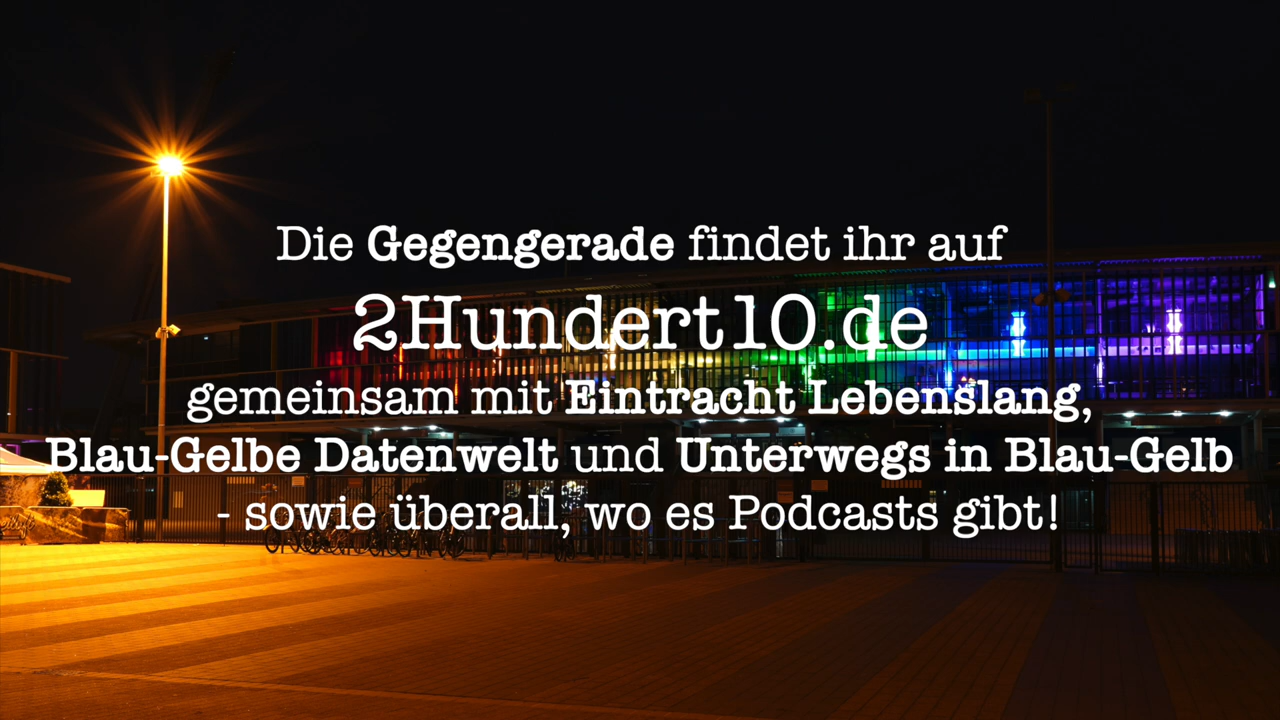 Die Gegengerade findet ihr auf
2Hundert10.de
gemeinsam mit Eintracht Lebenslang,
Blau-Gelbe Datenwelt und Unterwegs in Blau-Gelb
- sowie überall, wo es Podcasts gibt!